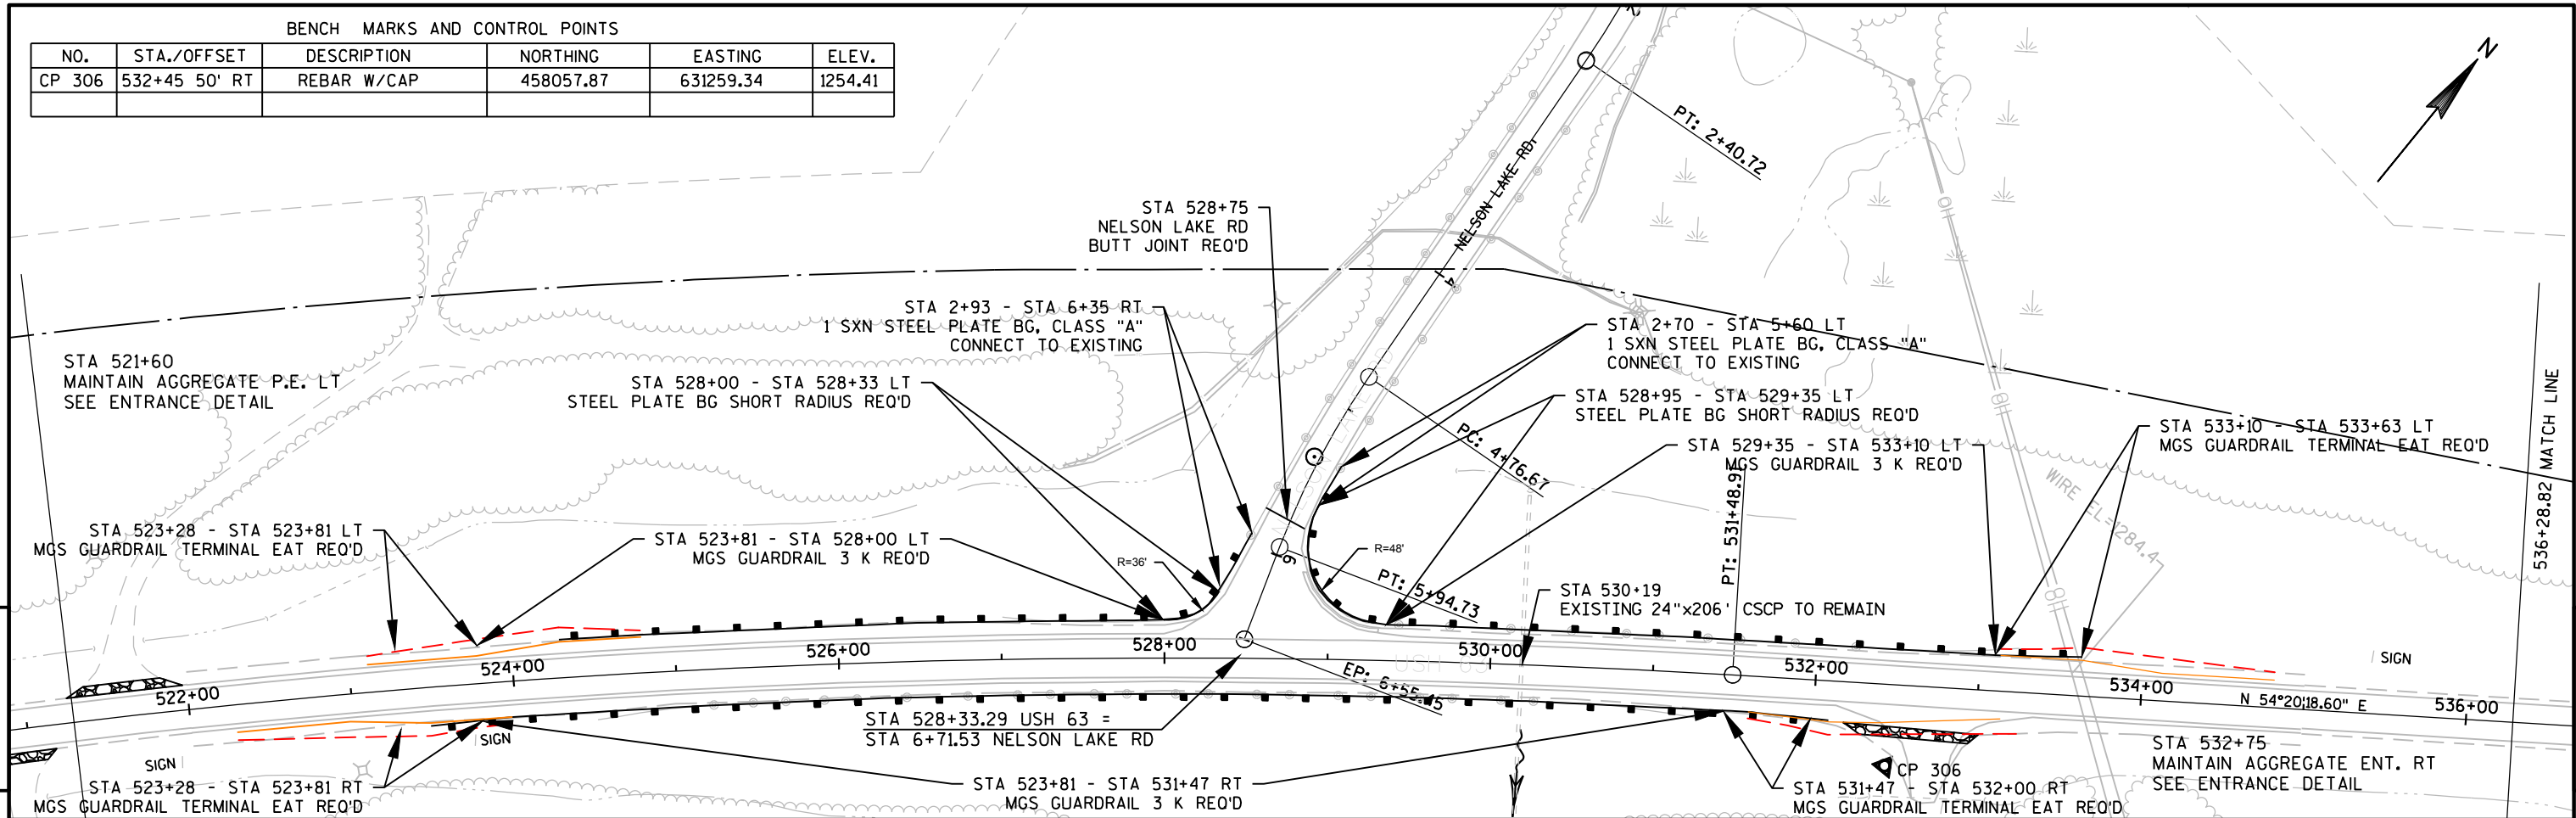 BENCH MARKS AND CONTROL POINTS
NO. STA./OFFSET DESCRIPTION NORTHING EASTING ELEV.
CP 306 532+45 50' RT REBAR W/CAP 458057.87 631259.34 1254.41
N
PT: 2+40.72
NELSON LAKE RD.
4
STA 528+75
NELSON LAKE RD
BUTT JOINT REQ'D
STA 2+93 - STA 6+35 RT
1 SXN STEEL PLATE BG, CLASS "A"
CONNECT TO EXISTING
STA 2+70 - STA 5+60 LT
1 SXN STEEL PLATE BG, CLASS "A"
CONNECT TO EXISTING
STA 521+60
MAINTAIN AGGREGATE P.E. LT
SEE ENTRANCE DETAIL
STA 528+00 - STA 528+33 LT
STEEL PLATE BG SHORT RADIUS REQ'D
STA 528+95 - STA 529+35 LT
STEEL PLATE BG SHORT RADIUS REQ'D
PC: 4+76.67
STA 529+35 - STA 533+10 LT
MGS GUARDRAIL 3 K REQ'D
STA 533+10 - STA 533+63 LT
MGS GUARDRAIL TERMINAL EAT REQ'D
536+28.82 MATCH LINE
WIRE EL=1284.4
OH
OH
OH
OH
STA 523+28 - STA 523+81 LT
MGS GUARDRAIL TERMINAL EAT REQ'D
STA 523+81 - STA 528+00 LT
MGS GUARDRAIL 3 K REQ'D
R=36'
R=48'
6
PT: 5+94.73
PT: 531+48.91
STA 530+19
EXISTING 24"x206' CSCP TO REMAIN
522+00
524+00
526+00
528+00
530+00
532+00
534+00
536+00
USH 63
EP: 6+55.45
SIGN
N 54°20'18.60" E
STA 528+33.29 USH 63 =
STA 6+71.53 NELSON LAKE RD
SIGN
SIGN
STA 523+28 - STA 523+81 RT
MGS GUARDRAIL TERMINAL EAT REQ'D
STA 523+81 - STA 531+47 RT
MGS GUARDRAIL 3 K REQ'D
CP 306
STA 531+47 - STA 532+00 RT
MGS GUARDRAIL TERMINAL EAT REQ'D
STA 532+75
MAINTAIN AGGREGATE ENT. RT
SEE ENTRANCE DETAIL